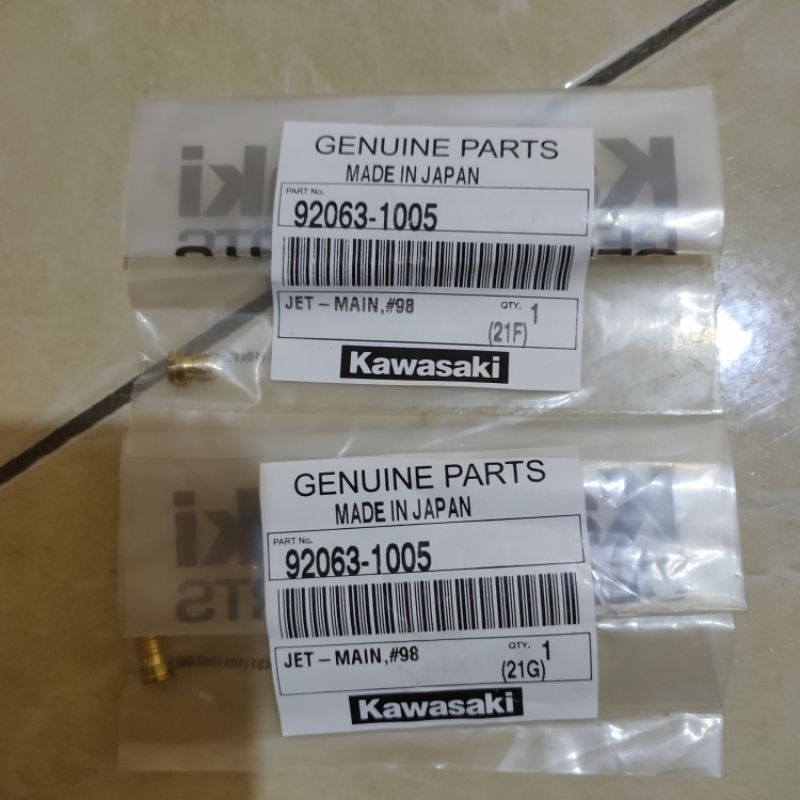 GENUINE PARTS
MADE IN JAPAN
PART No.
92063-1005
JET – MAIN,#98
QTY. 1
(21F)
Kawasaki
GENUINE PARTS
MADE IN JAPAN
PART No.
92063-1005
JET – MAIN,#98
QTY. 1
(21G)
Kawasaki